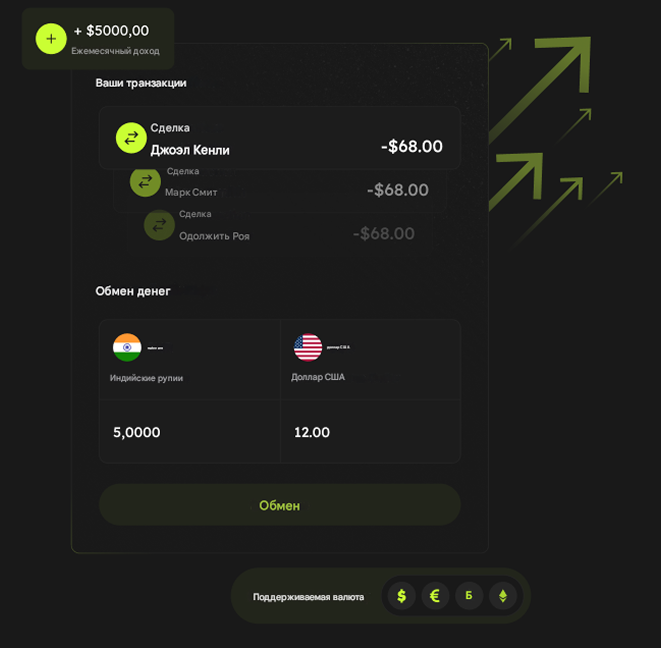 + $5000,00
Ежемесячный доход
Ваши транзакции
Сделка
Джоэл Кенли
-$68.00
Сделка
Марк Смит
-$68.00
Сделка
Одолжить Роя
-$68.00
Обмен денег
доллар США
Индийские рупии
Доллар США
5,0000
12.00
Обмен
Поддерживаемая валюта
$ € Б